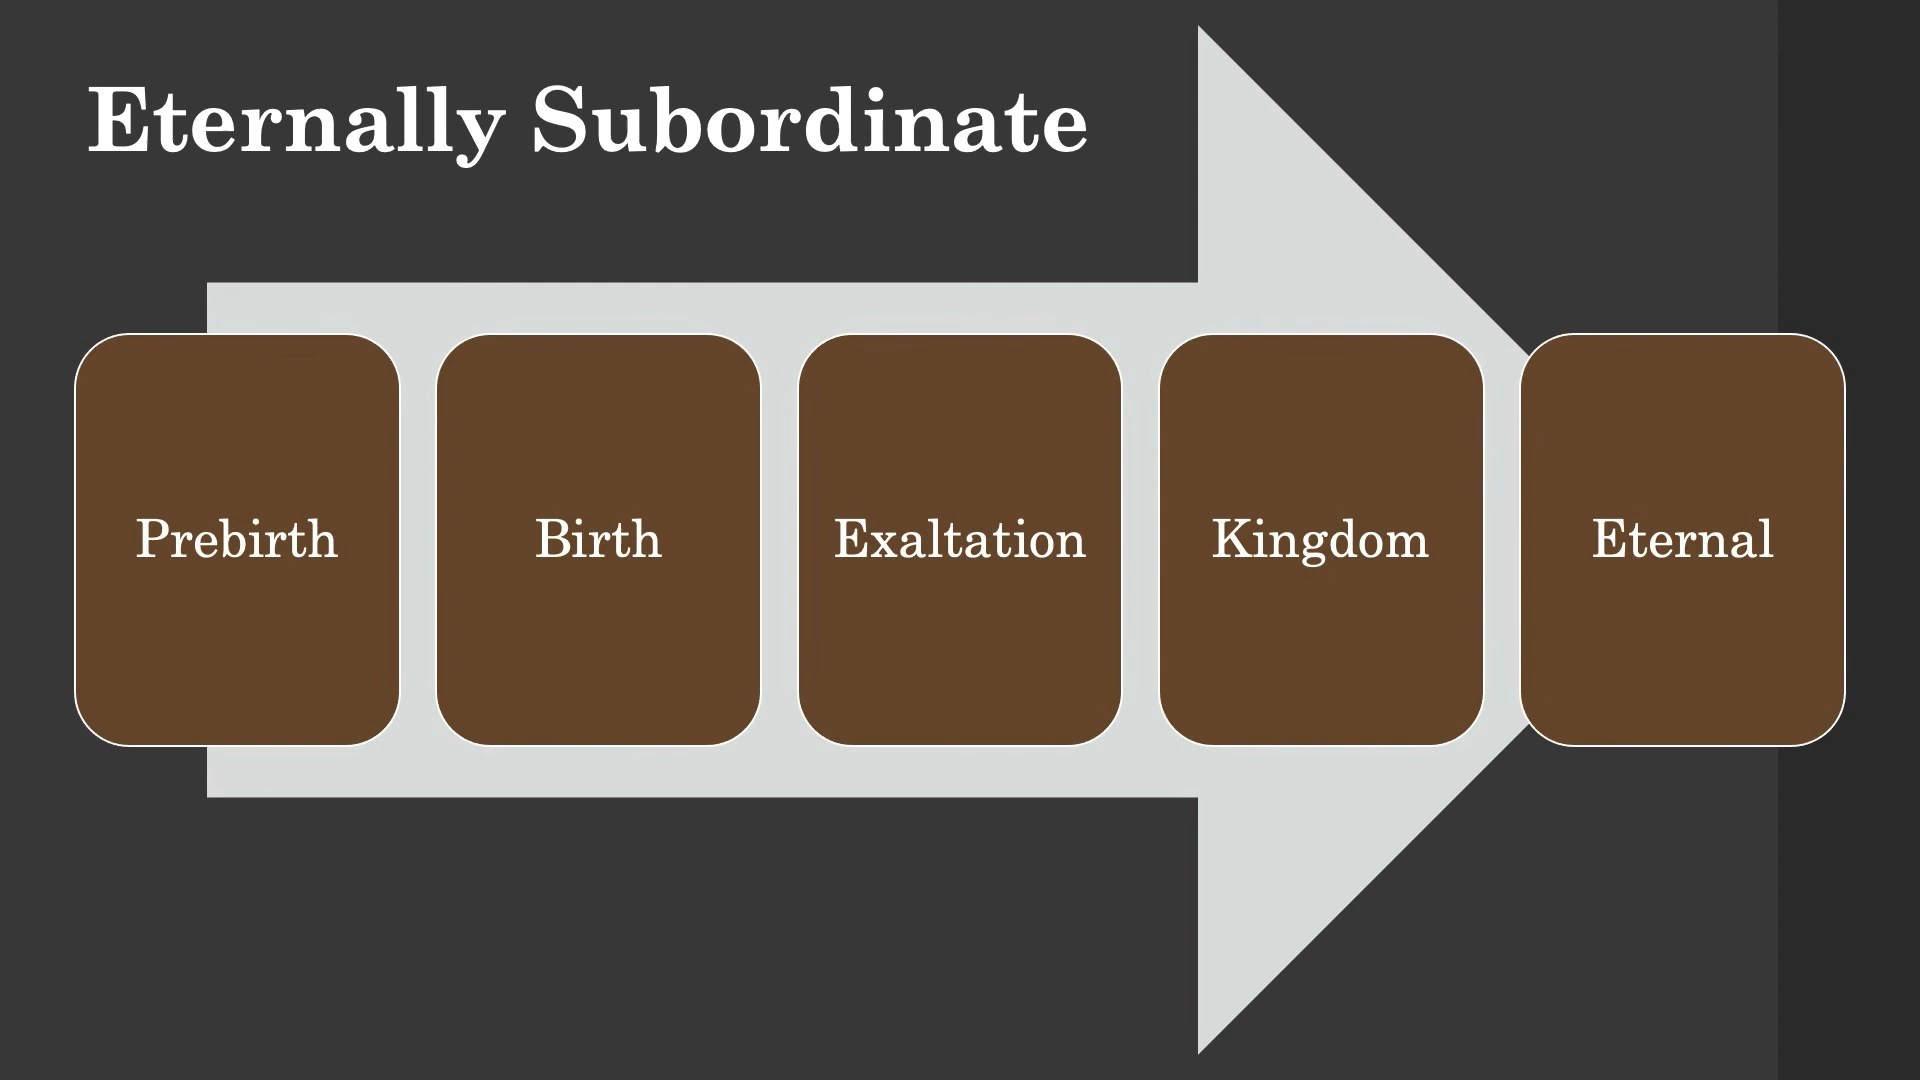 Eternally Subordinate
Prebirth
Birth
Exaltation
Kingdom
Eternal